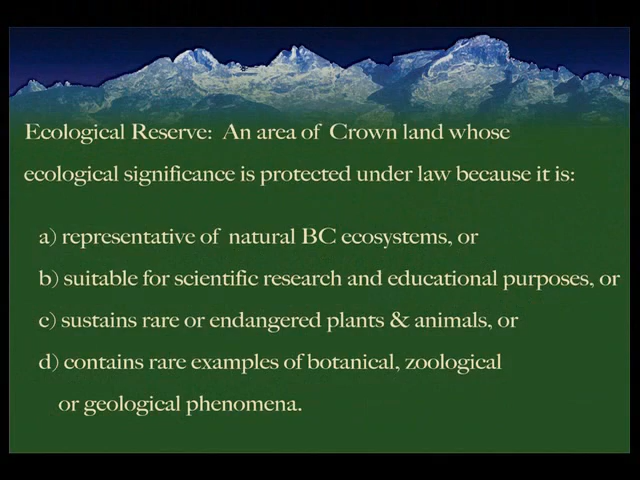 Ecological Reserve: An area of Crown land whose
ecological significance is protected under law because it is:
a) representative of natural BC ecosystems, or
b) suitable for scientific research and educational purposes, or
c) sustains rare or endangered plants & animals, or
d) contains rare examples of botanical, zoological
or geological phenomena.